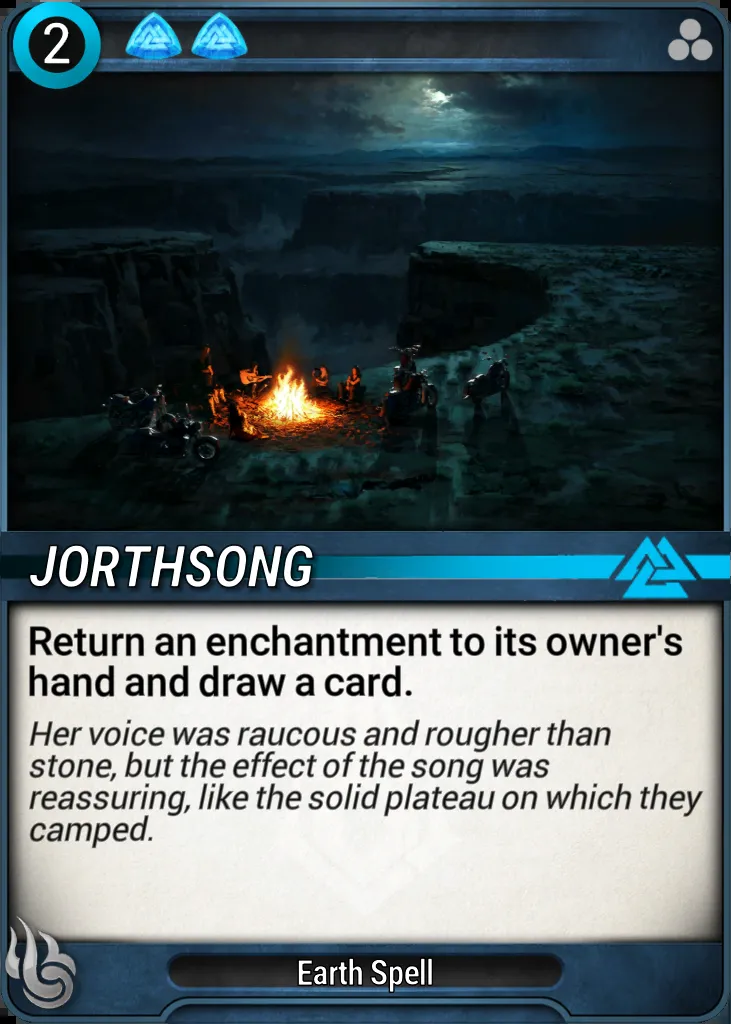 2
JORTHSONG
Return an enchantment to its owner's
hand and draw a card.
Her voice was raucous and rougher than
stone, but the effect of the song was
reassuring, like the solid plateau on which they
camped.
Earth Spell